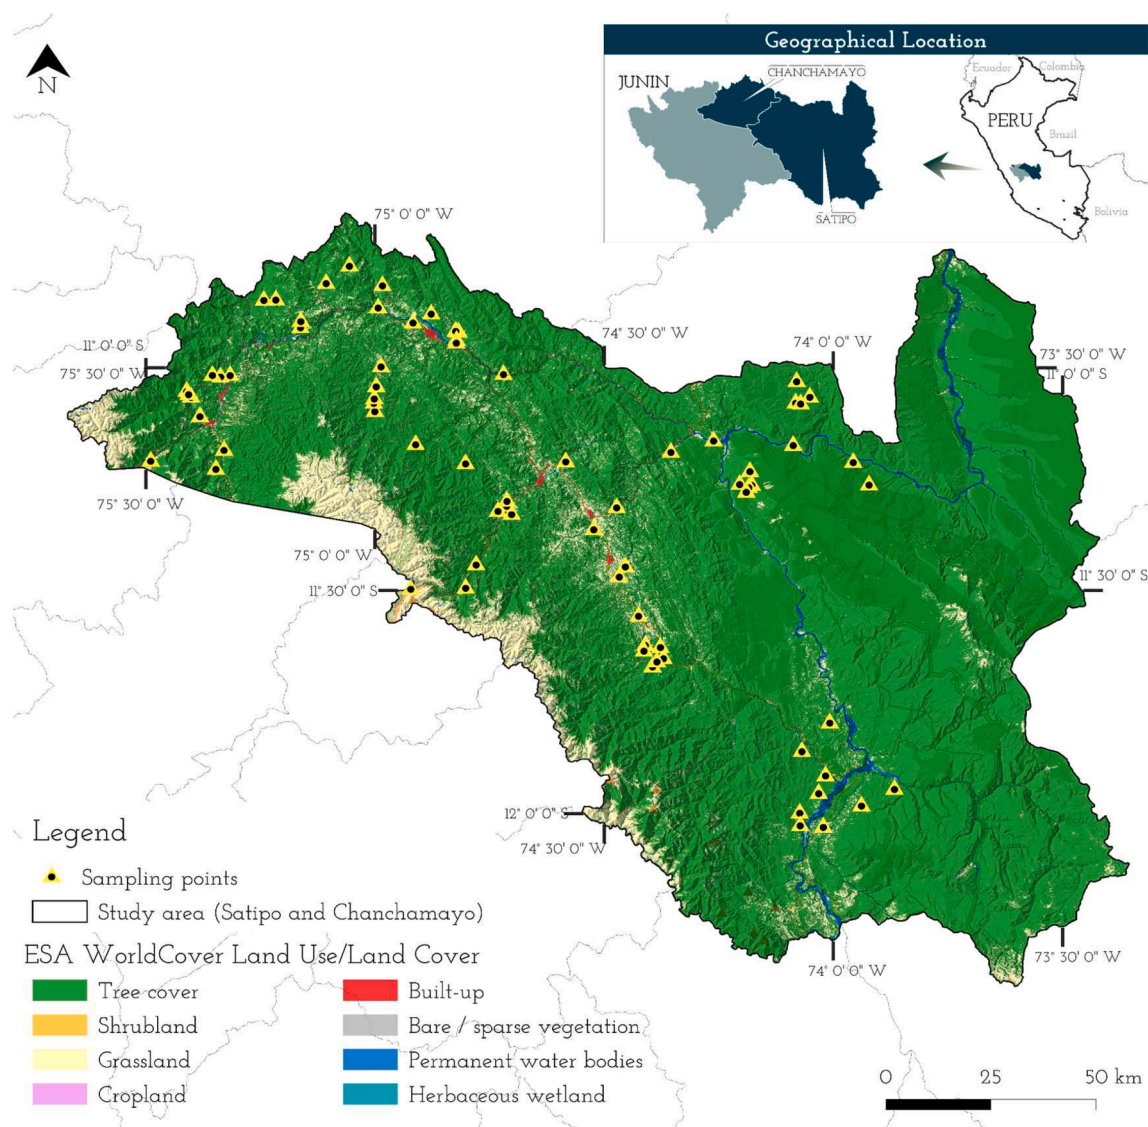 Geographical Location
N
JUNIN
CHANCHAMAYO
SATIPO
Ecuador
Colombia
PERU
Brazil
Bolivia
75° 0' 0" W
74° 30' 0" W
74° 0' 0" W
73° 30' 0" W
11° 0' 0" S
11° 0' 0" S
75° 30' 0" W
75° 30' 0" W
75° 0' 0" W
11° 30' 0" S
11° 30' 0" S
12° 0' 0" S
74° 30' 0" W
74° 0' 0" W
73° 30' 0" W
Legend
Sampling points
Study area (Satipo and Chanchamayo)
ESA WorldCover Land Use/Land Cover
Tree cover
Shrubland
Grassland
Cropland
Built-up
Bare / sparse vegetation
Permanent water bodies
Herbaceous wetland
0 25 50 km